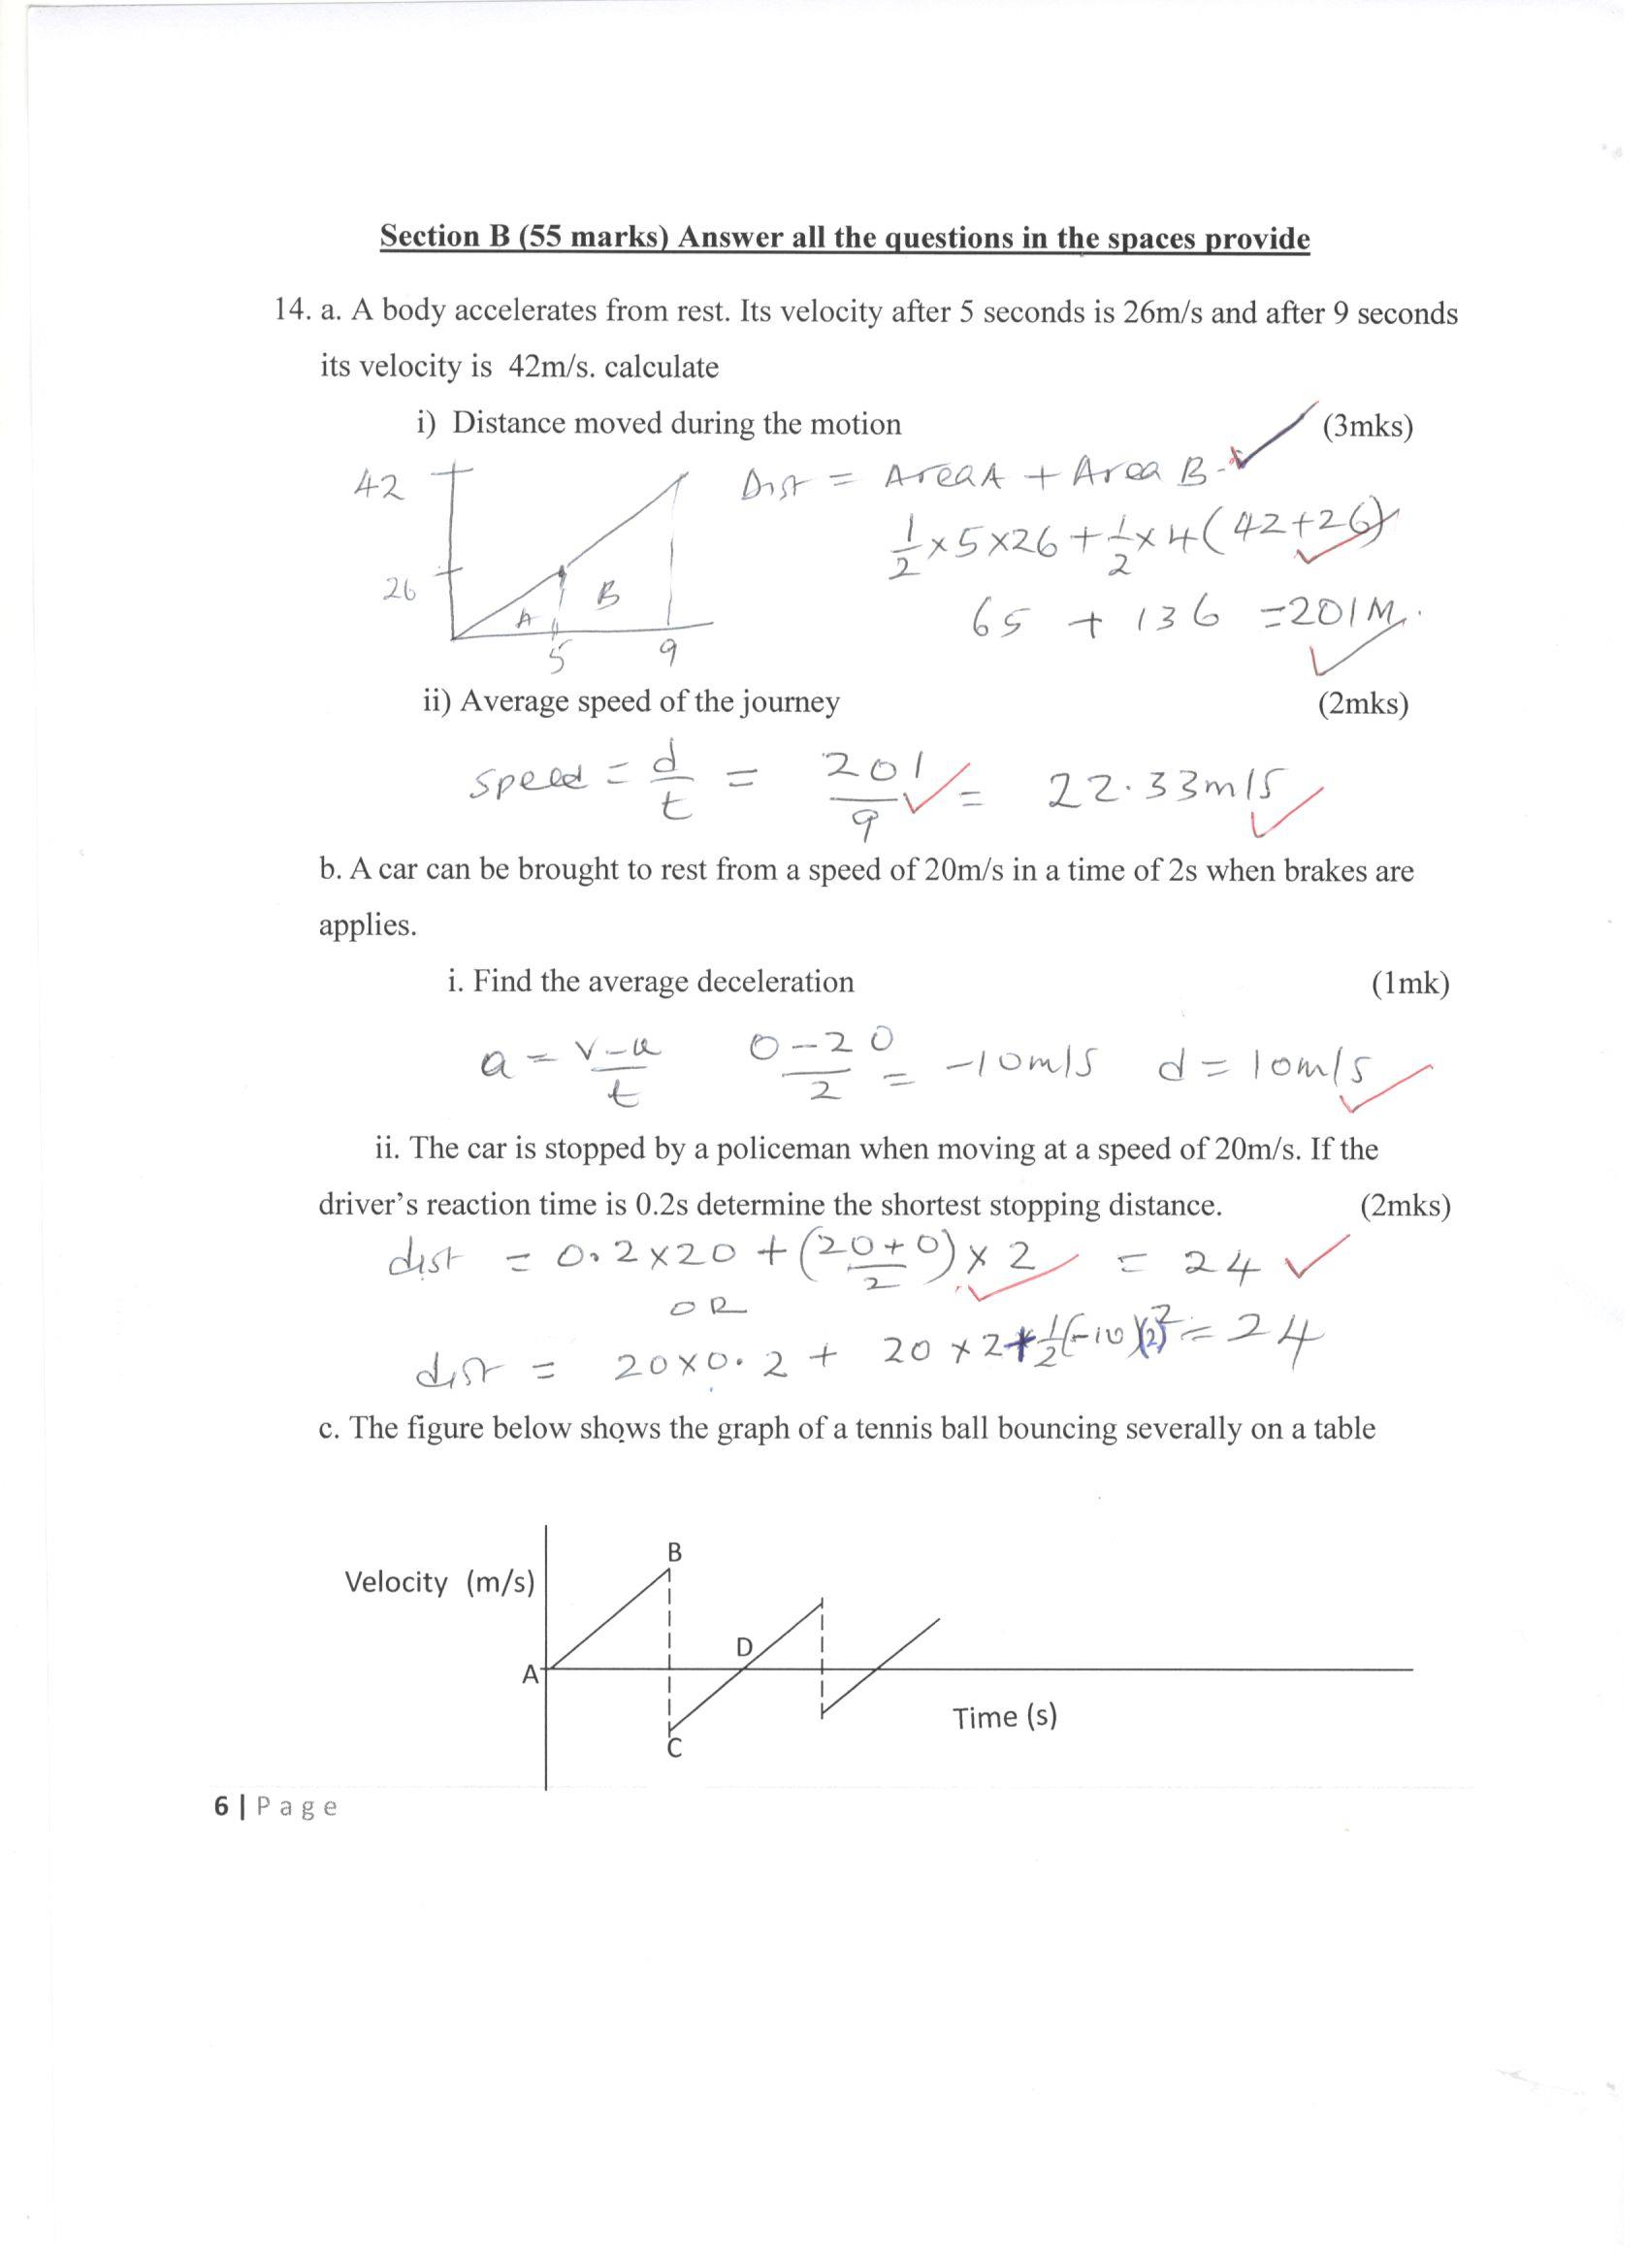 Section B (55 marks) Answer all the questions in the spaces provide
14. a. A body accelerates from rest. Its velocity after 5 seconds is 26m/s and after 9 seconds
its velocity is 42m/s. calculate
i) Distance moved during the motion (3mks)
42
26
A
B
5
9
Dist = Area A + Area B
1/2 × 5 × 26 + 1/2 × 4 (42+26)
65 + 136 = 201M.
ii) Average speed of the journey (2mks)
speed = d/t = 201/9 = 22.33m/s
b. A car can be brought to rest from a speed of 20m/s in a time of 2s when brakes are
applies.
i. Find the average deceleration (1mk)
a = v-u/t 0-20/2 = -10m/s d = 10m/s
ii. The car is stopped by a policeman when moving at a speed of 20m/s. If the
driver’s reaction time is 0.2s determine the shortest stopping distance. (2mks)
dist = 0.2×20 + (20+0/2) × 2 = 24
OR
dist = 20×0.2 + 20 × 2 + 1/2(-10)(2)² = 24
c. The figure below shows the graph of a tennis ball bouncing severally on a table
B
Velocity (m/s)
D
A
Time (s)
C
6 | Page